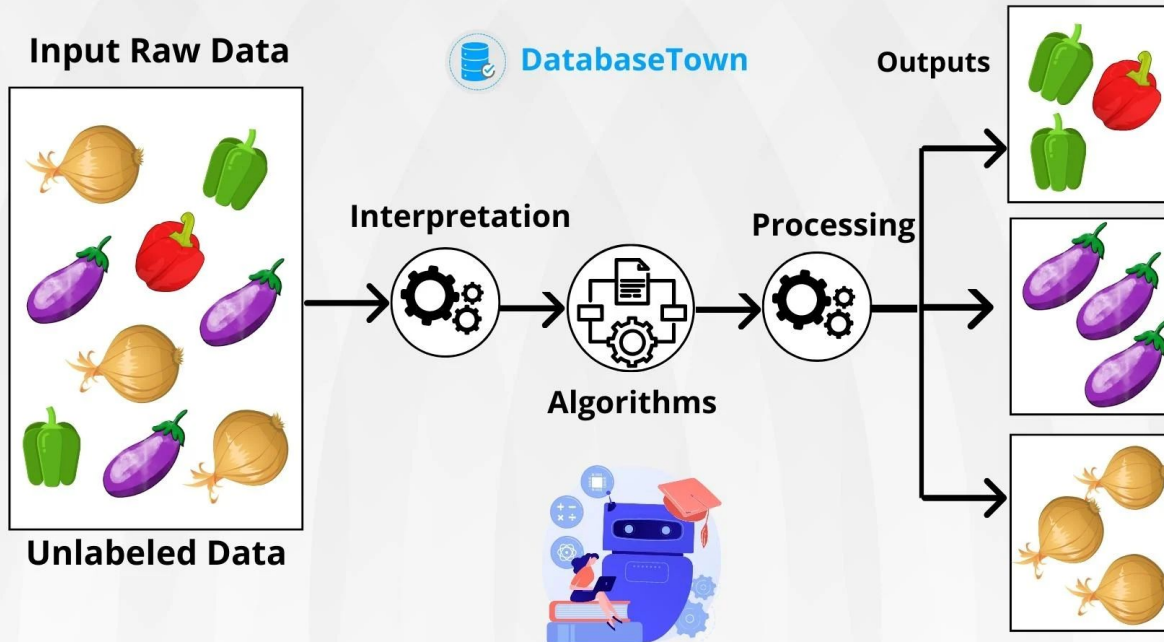 Input Raw Data
DatabaseTown
Outputs
Interpretation
Processing
Algorithms
Unlabeled Data